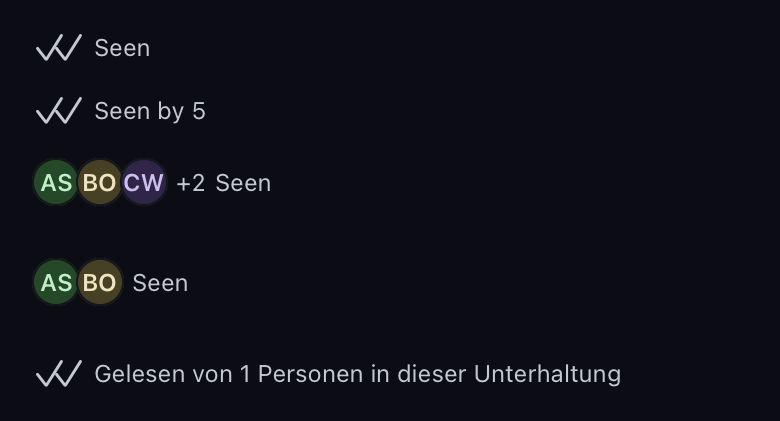 Seen
Seen by 5
AS BO CW +2 Seen
AS BO Seen
Gelesen von 1 Personen in dieser Unterhaltung